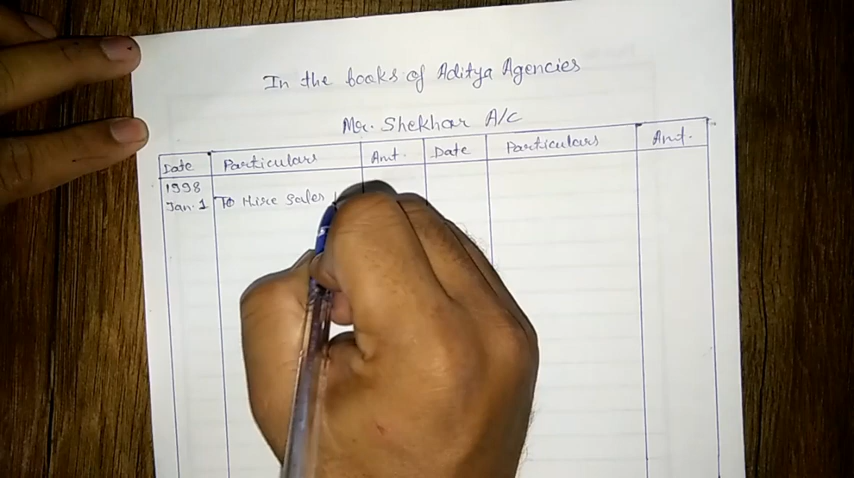 In the books of Aditya Agencies
Mr. Shekhar A/C
Date Particulars Amt. Date Particulars Amt.
1998
Jan. 1 To Hire Sales